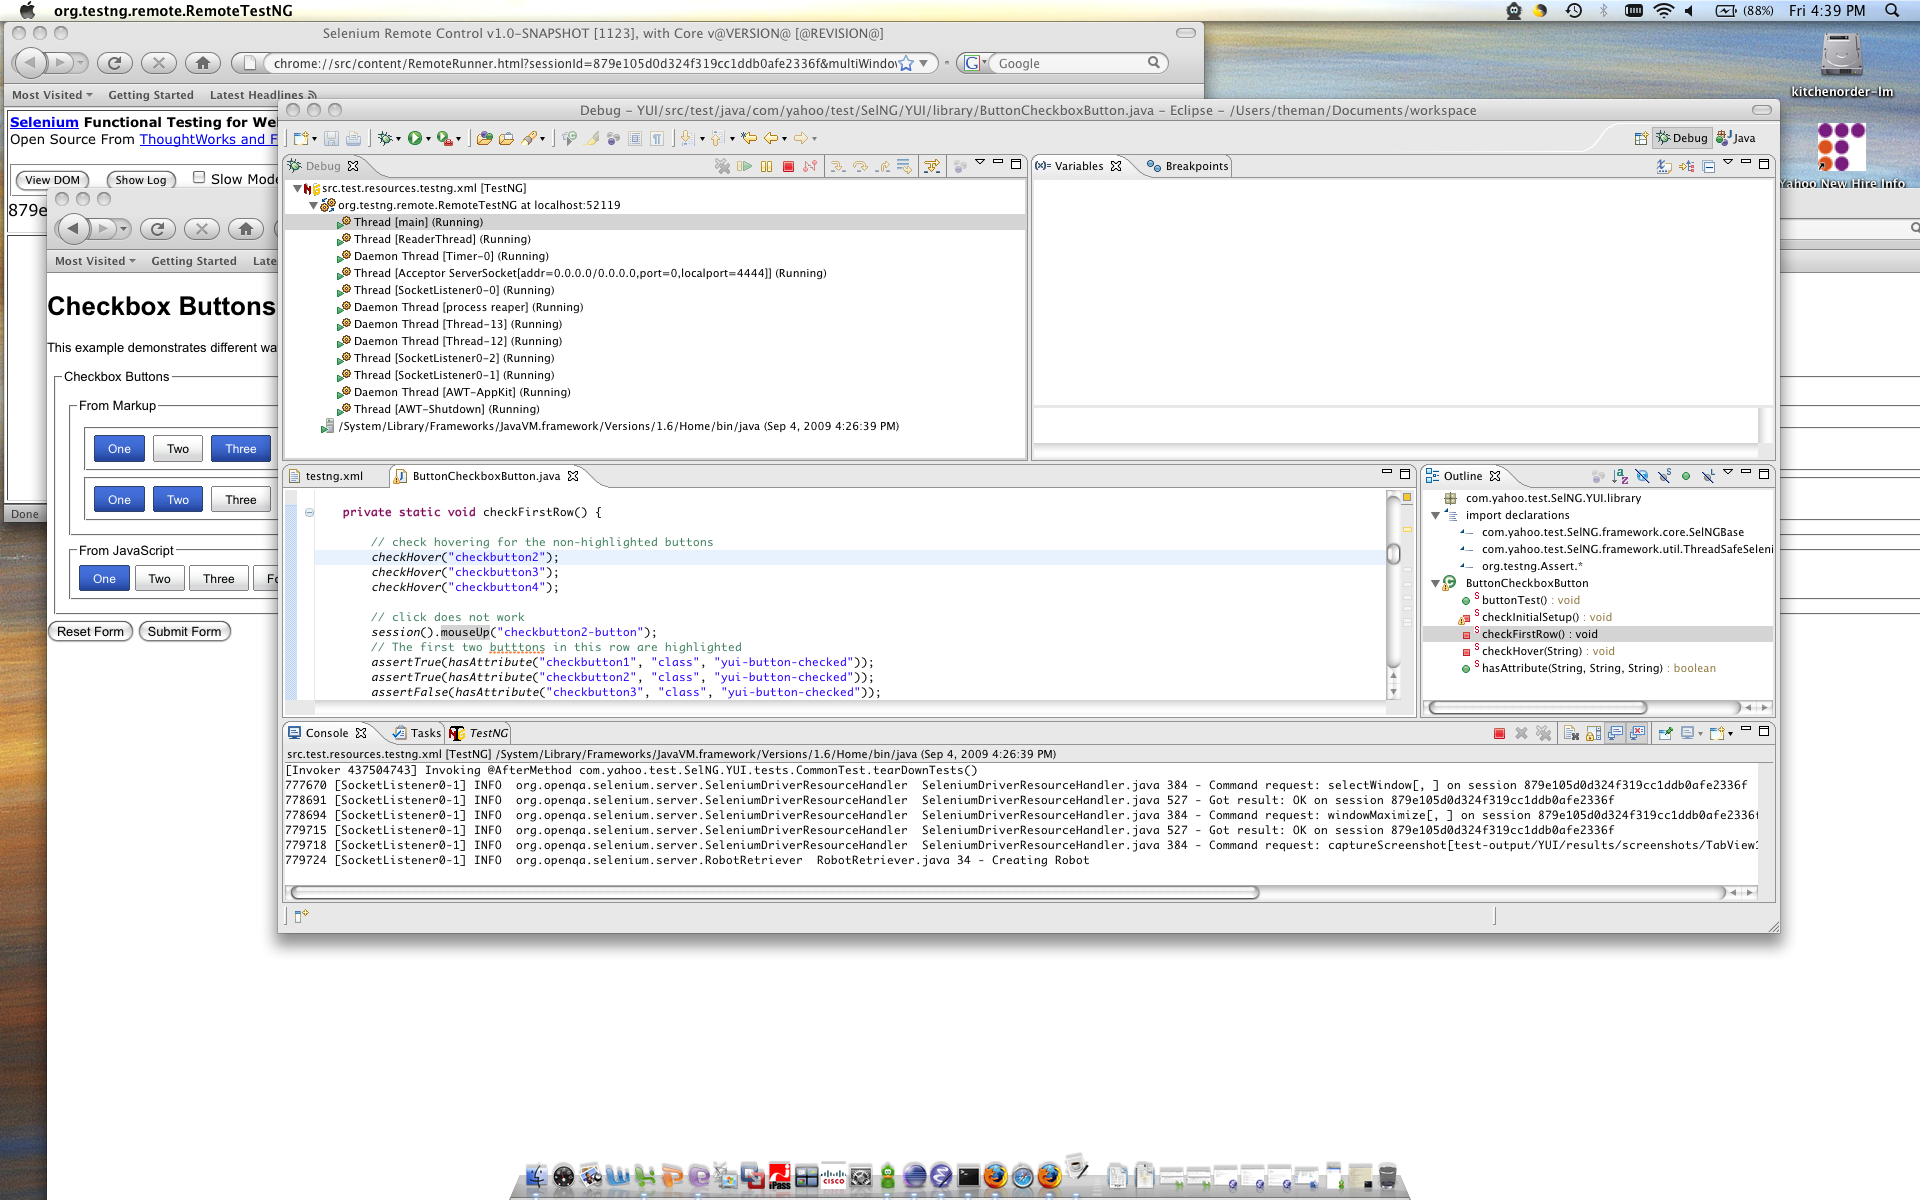 org.testng.remote.RemoteTestNG
(88%) Fri 4:39 PM
Selenium Remote Control v1.0-SNAPSHOT [1123], with Core v@VERSION@ [@REVISION@]
chrome://src/content/RemoteRunner.html?sessionId=879e105d0d324f319cc1ddb0afe2336f&multiWindo
Google
Most Visited Getting Started Latest Headlines
Selenium Functional Testing for We
Open Source From ThoughtWorks and F
View DOM Show Log Slow Mode
879e
Done
kitchenorder-lm
Yahoo New Hire Info
Most Visited Getting Started Late
Checkbox Buttons
This example demonstrates different wa
Checkbox Buttons
From Markup
One Two Three
One Two Three
From JavaScript
One Two Three Fo
Reset Form Submit Form
Debug - YUI/src/test/java/com/yahoo/test/SelNG/YUI/library/ButtonCheckboxButton.java - Eclipse - /Users/theman/Documents/workspace
Debug Java
Debug
src.test.resources.testng.xml [TestNG]
org.testng.remote.RemoteTestNG at localhost:52119
Thread [main] (Running)
Thread [ReaderThread] (Running)
Daemon Thread [Timer-0] (Running)
Thread [Acceptor ServerSocket[addr=0.0.0.0/0.0.0.0,port=0,localport=4444]] (Running)
Thread [SocketListener0-0] (Running)
Daemon Thread [process reaper] (Running)
Daemon Thread [Thread-13] (Running)
Daemon Thread [Thread-12] (Running)
Thread [SocketListener0-2] (Running)
Thread [SocketListener0-1] (Running)
Daemon Thread [AWT-AppKit] (Running)
Thread [AWT-Shutdown] (Running)
/System/Library/Frameworks/JavaVM.framework/Versions/1.6/Home/bin/java (Sep 4, 2009 4:26:39 PM)
(x)= Variables Breakpoints
testng.xml ButtonCheckboxButton.java
private static void checkFirstRow() {
// check hovering for the non-highlighted buttons
checkHover("checkbutton2");
checkHover("checkbutton3");
checkHover("checkbutton4");
// click does not work
session().mouseUp("checkbutton2-button");
// The first two butttons in this row are highlighted
assertTrue(hasAttribute("checkbutton1", "class", "yui-button-checked"));
assertTrue(hasAttribute("checkbutton2", "class", "yui-button-checked"));
assertFalse(hasAttribute("checkbutton3", "class", "yui-button-checked"));
Outline
com.yahoo.test.SelNG.YUI.library
import declarations
com.yahoo.test.SelNG.framework.core.SelNGBase
com.yahoo.test.SelNG.framework.util.ThreadSafeSeleni
org.testng.Assert.*
ButtonCheckboxButton
buttonTest() : void
checkInitialSetup() : void
checkFirstRow() : void
checkHover(String) : void
hasAttribute(String, String, String) : boolean
Console Tasks TestNG
src.test.resources.testng.xml [TestNG] /System/Library/Frameworks/JavaVM.framework/Versions/1.6/Home/bin/java (Sep 4, 2009 4:26:39 PM)
[Invoker 437504743] Invoking @AfterMethod com.yahoo.test.SelNG.YUI.tests.CommonTest.tearDownTests()
777670 [SocketListener0-1] INFO org.openqa.selenium.server.SeleniumDriverResourceHandler SeleniumDriverResourceHandler.java 384 - Command request: selectWindow[, ] on session 879e105d0d324f319cc1ddb0afe2336f
778691 [SocketListener0-1] INFO org.openqa.selenium.server.SeleniumDriverResourceHandler SeleniumDriverResourceHandler.java 527 - Got result: OK on session 879e105d0d324f319cc1ddb0afe2336f
778694 [SocketListener0-1] INFO org.openqa.selenium.server.SeleniumDriverResourceHandler SeleniumDriverResourceHandler.java 384 - Command request: windowMaximize[, ] on session 879e105d0d324f319cc1ddb0afe2336f
779715 [SocketListener0-1] INFO org.openqa.selenium.server.SeleniumDriverResourceHandler SeleniumDriverResourceHandler.java 527 - Got result: OK on session 879e105d0d324f319cc1ddb0afe2336f
779718 [SocketListener0-1] INFO org.openqa.selenium.server.SeleniumDriverResourceHandler SeleniumDriverResourceHandler.java 384 - Command request: captureScreenshot[test-output/YUI/results/screenshots/TabView1
779724 [SocketListener0-1] INFO org.openqa.selenium.server.RobotRetriever RobotRetriever.java 34 - Creating Robot
iPass
CISCO